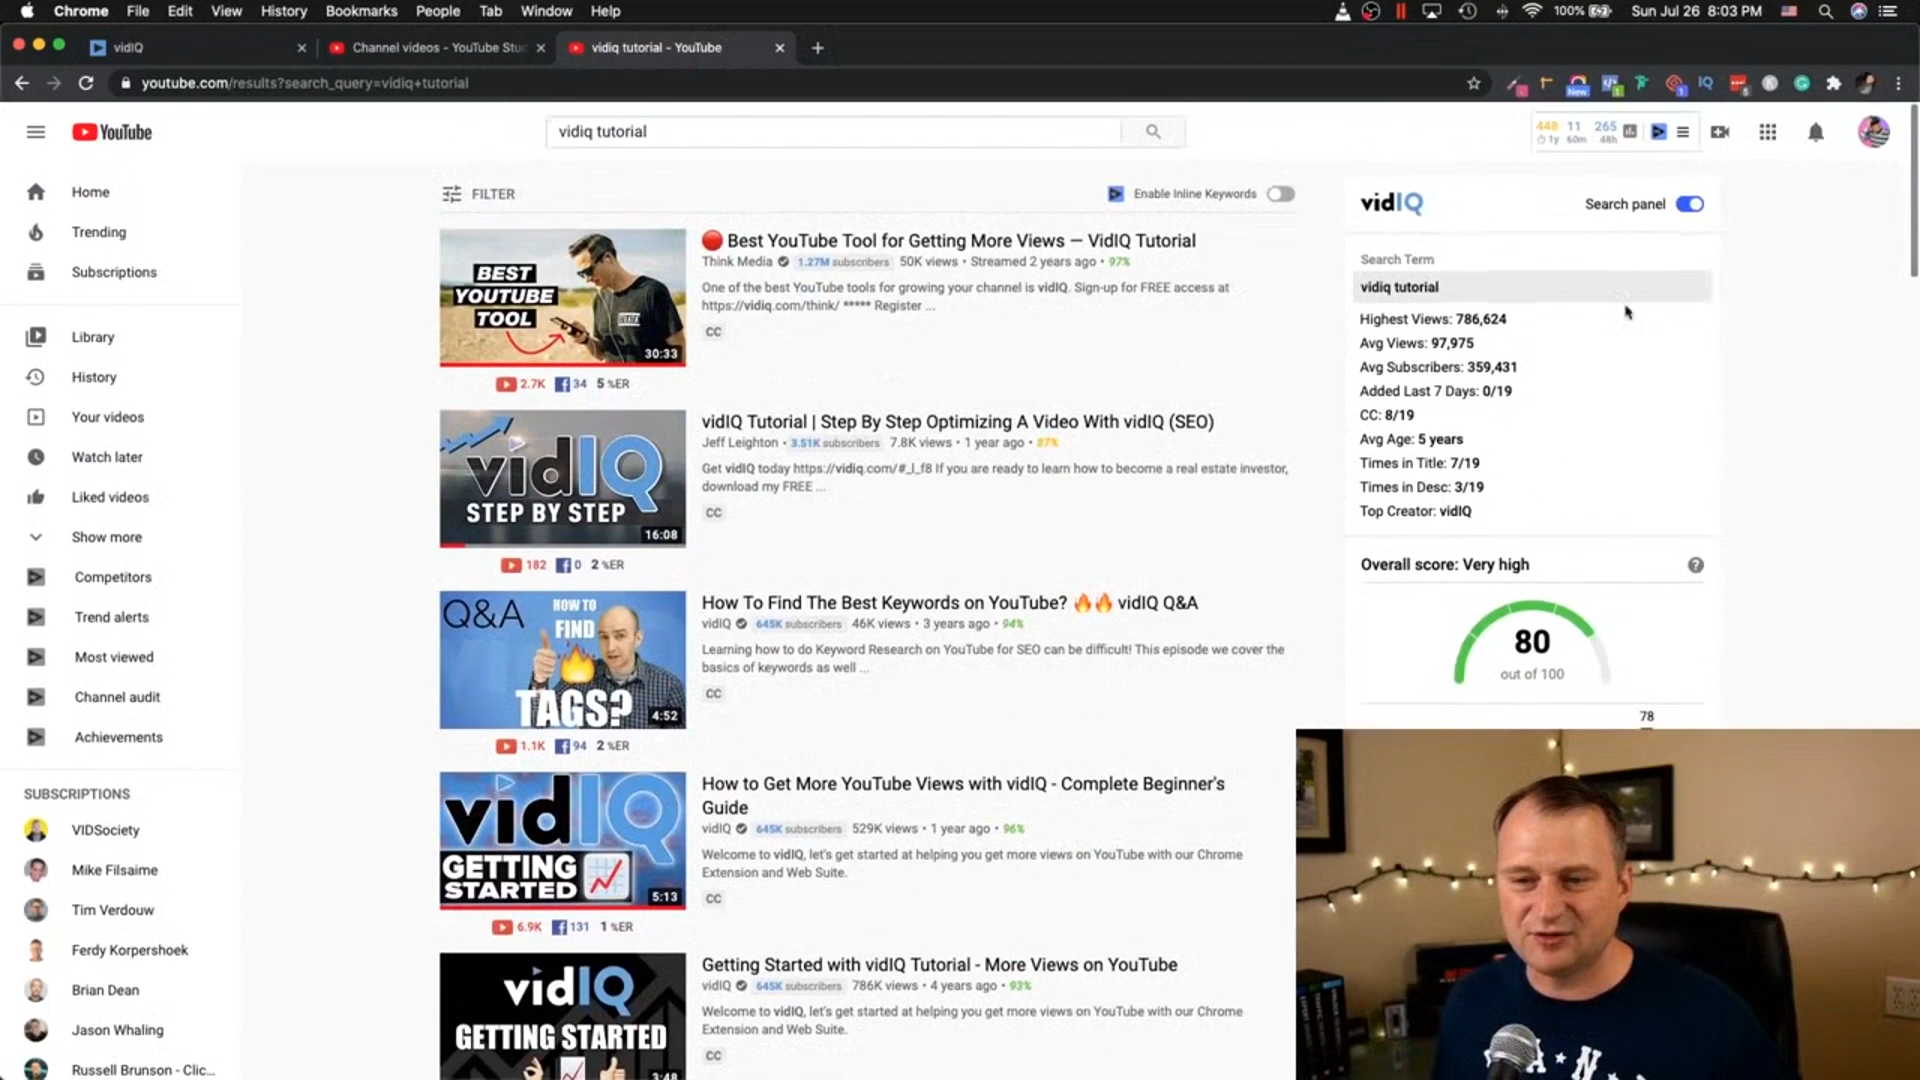 Chrome File Edit View History Bookmarks People Tab Window Help
100% Sun Jul 26 8:03 PM
vidIQ
Channel videos - YouTube Stu
vidiq tutorial - YouTube
youtube.com/results?search_query=vidiq+tutorial
New
YouTube
vidiq tutorial
448 11 265
1y 60m 48h
Home
Trending
Subscriptions
Library
History
Your videos
Watch later
Liked videos
Show more
Competitors
Trend alerts
Most viewed
Channel audit
Achievements
SUBSCRIPTIONS
VIDSociety
Mike Filsaime
Tim Verdouw
Ferdy Korpershoek
Brian Dean
Jason Whaling
Russell Brunson - Clic...
FILTER
Enable Inline Keywords
BEST
YOUTUBE
TOOL
30:33
2.7K 34 5 %ER
Best YouTube Tool for Getting More Views — VidIQ Tutorial
Think Media 1.27M subscribers 50K views • Streamed 2 years ago • 97%
One of the best YouTube tools for growing your channel is vidIQ. Sign-up for FREE access at
https://vidiq.com/think/ ***** Register ...
CC
vidIQ
STEP BY STEP
16:08
182 0 2 %ER
vidIQ Tutorial | Step By Step Optimizing A Video With vidIQ (SEO)
Jeff Leighton • 3.51K subscribers 7.8K views • 1 year ago • 87%
Get vidIQ today https://vidiq.com/#_l_f8 If you are ready to learn how to become a real estate investor,
download my FREE ...
CC
Q&A
HOW TO
FIND
TAGS?
4:52
1.1K 94 2 %ER
How To Find The Best Keywords on YouTube? 🔥🔥 vidIQ Q&A
vidIQ 645K subscribers 46K views • 3 years ago • 94%
Learning how to do Keyword Research on YouTube for SEO can be difficult! This episode we cover the
basics of keywords as well ...
CC
vidIQ
GETTING
STARTED
5:13
6.9K 131 1 %ER
How to Get More YouTube Views with vidIQ - Complete Beginner's
Guide
vidIQ 645K subscribers 529K views • 1 year ago • 96%
Welcome to vidIQ, let's get started at helping you get more views on YouTube with our Chrome
Extension and Web Suite.
CC
vidIQ
GETTING STARTED
3:48
Getting Started with vidIQ Tutorial - More Views on YouTube
vidIQ 645K subscribers 786K views • 4 years ago • 93%
Welcome to vidIQ, let's get started at helping you get more views on YouTube with our Chrome
Extension and Web Suite.
CC
vidIQ
Search panel
Search Term
vidiq tutorial
Highest Views: 786,624
Avg Views: 97,975
Avg Subscribers: 359,431
Added Last 7 Days: 0/19
CC: 8/19
Avg Age: 5 years
Times in Title: 7/19
Times in Desc: 3/19
Top Creator: vidIQ
Overall score: Very high
80
out of 100
78